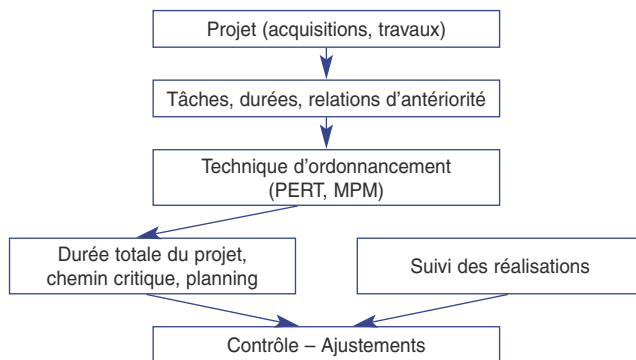 Projet (acquisitions, travaux)
Tâches, durées, relations d'antériorité
Technique d'ordonnancement
(PERT, MPM)
Durée totale du projet,
chemin critique, planning
Suivi des réalisations
Contrôle – Ajustements